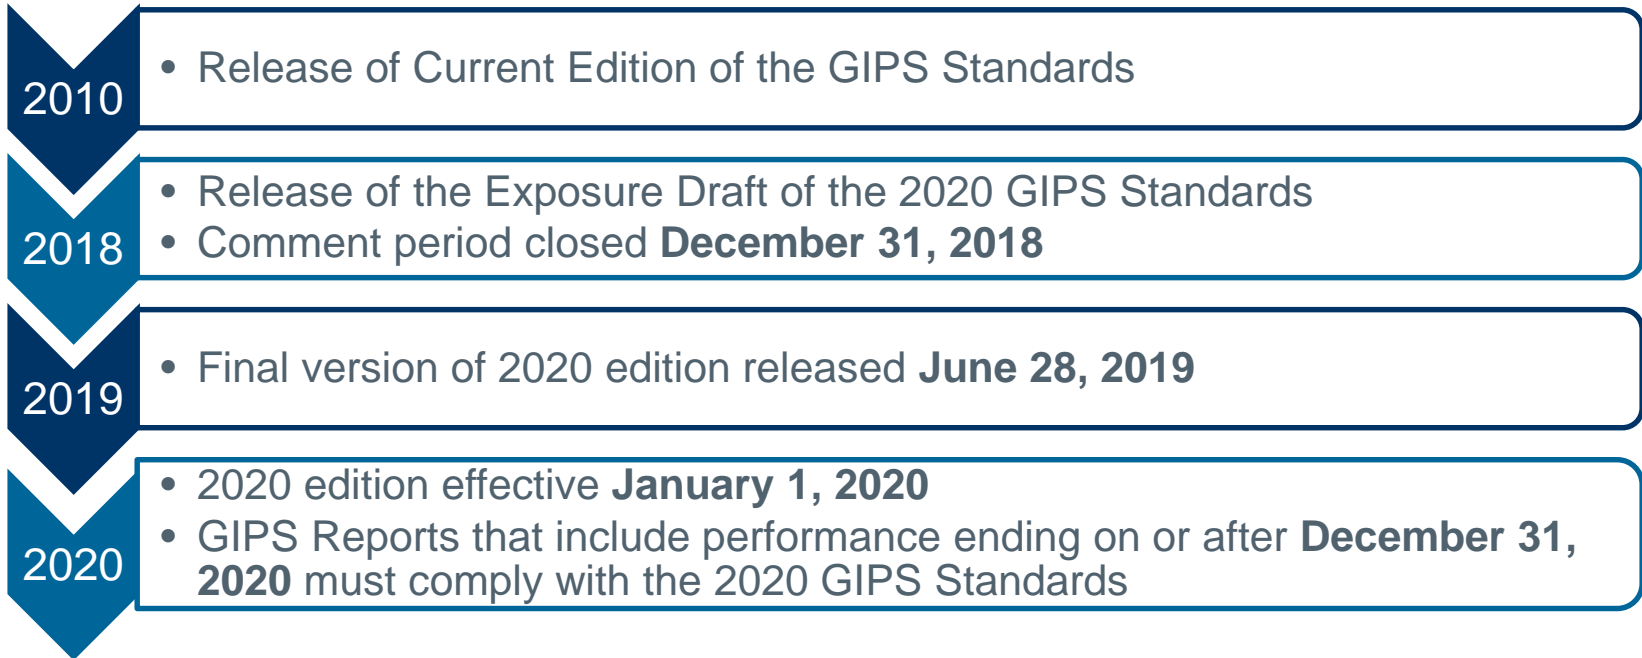 2010
• Release of Current Edition of the GIPS Standards
2018
• Release of the Exposure Draft of the 2020 GIPS Standards
• Comment period closed December 31, 2018
2019
• Final version of 2020 edition released June 28, 2019
2020
• 2020 edition effective January 1, 2020
• GIPS Reports that include performance ending on or after December 31,
2020 must comply with the 2020 GIPS Standards